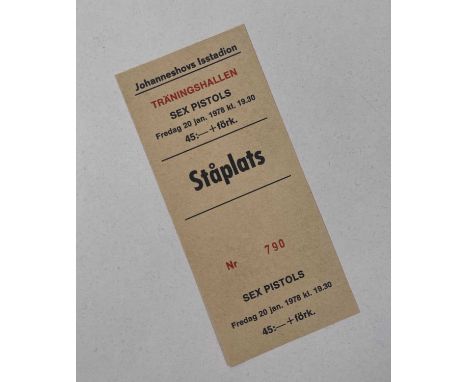 Johanneshovs Isstadion
TRÄNINGSHALLEN
SEX PISTOLS
Fredag 20 jan. 1978 kl. 19.30
45:— + förk.
Ståplats
Nr 790
SEX PISTOLS
Fredag 20 jan. 1978 kl. 19.30
45:— + förk.